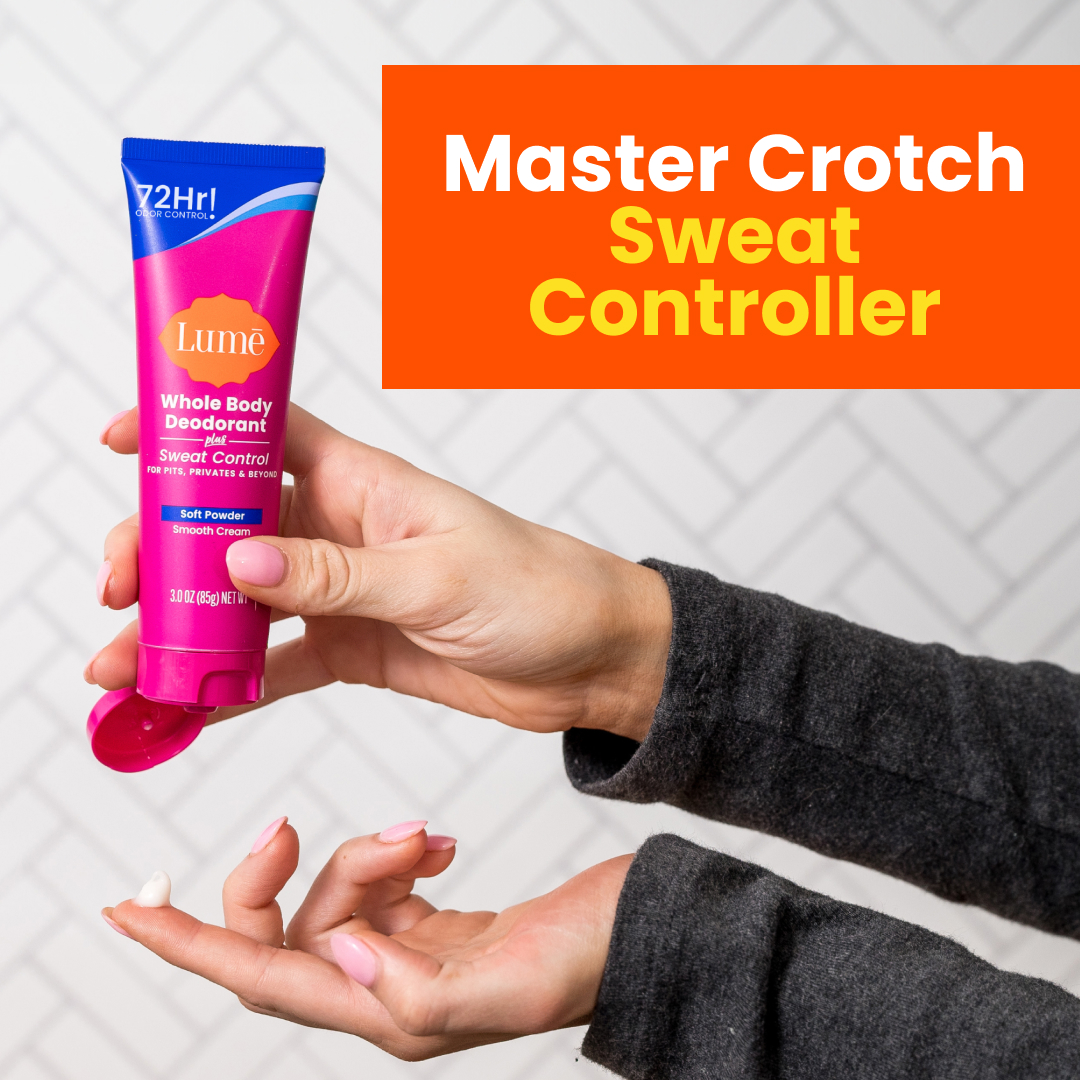 Master Crotch
Sweat
Controller
72Hr!
ODOR CONTROL
Lumē
Whole Body
Deodorant
plus
Sweat Control
FOR PITS, PRIVATES & BEYOND
Soft Powder
Smooth Cream
3.0 OZ (85g) NET